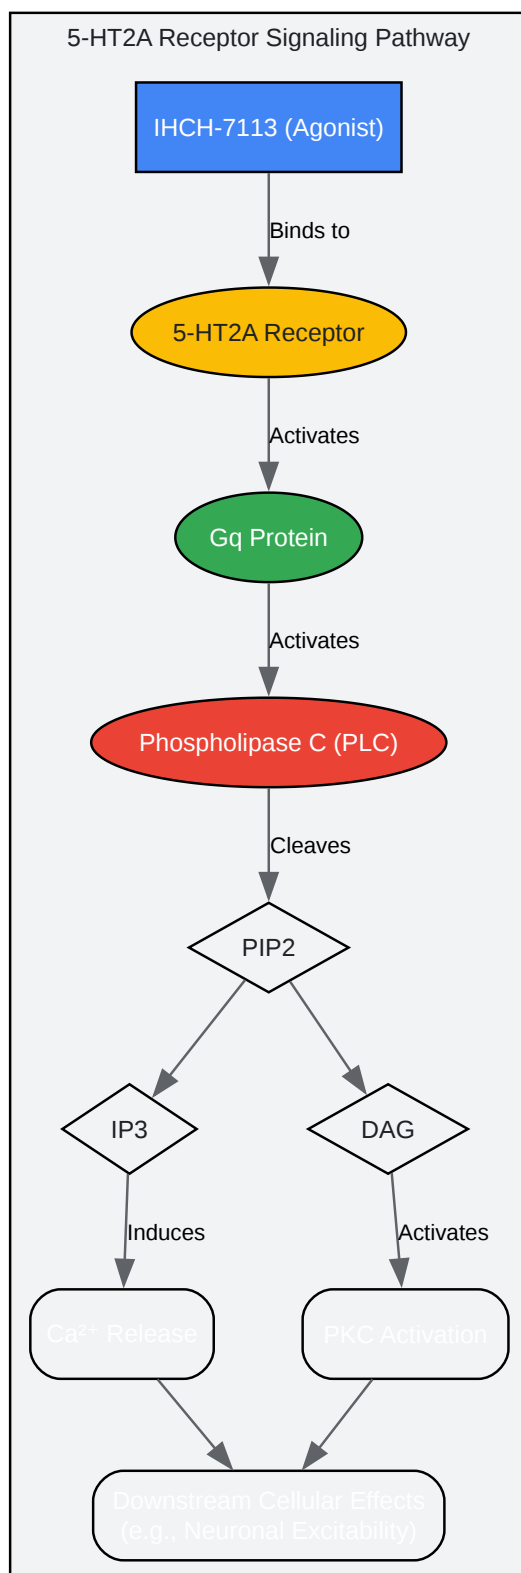 5-HT2A Receptor Signaling Pathway
IHCH-7113 (Agonist)
Binds to
5-HT2A Receptor
Activates
Gq Protein
Activates
Phospholipase C (PLC)
Cleaves
PIP2
IP3
DAG
Induces
Activates
Ca²⁺ Release
PKC Activation
Downstream Cellular Effects
(e.g., Neuronal Excitability)